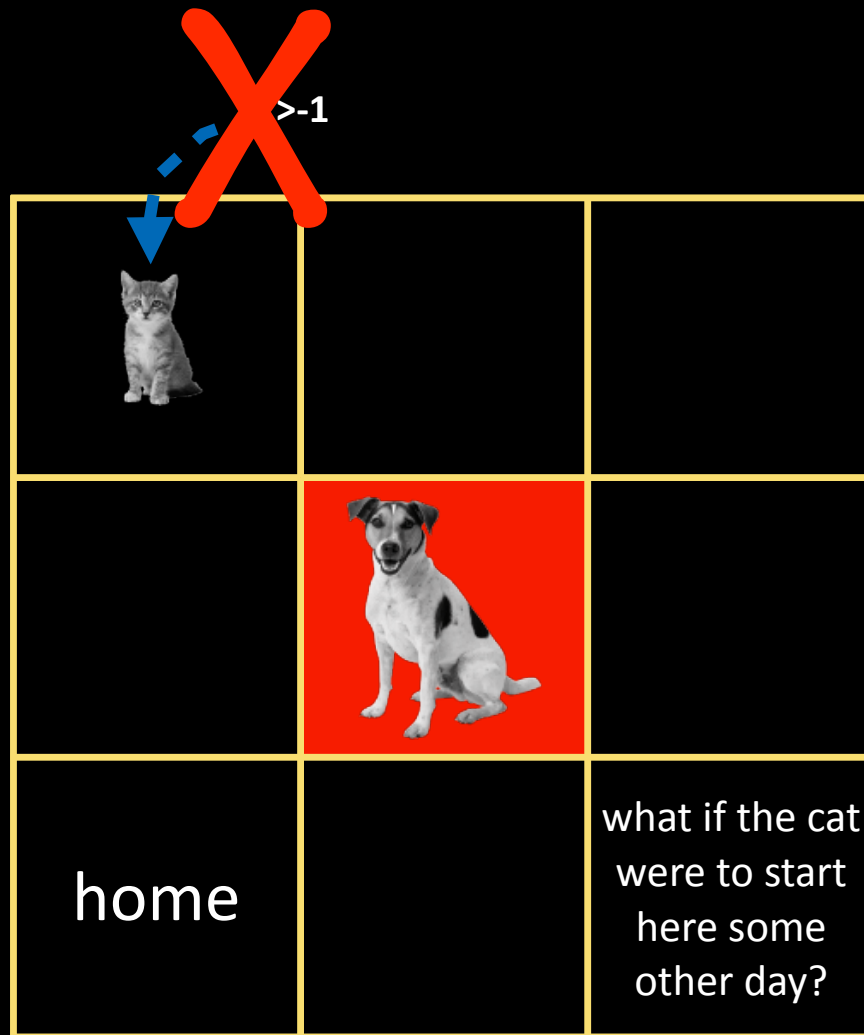 >-1
home
what if the cat
were to start
here some
other day?